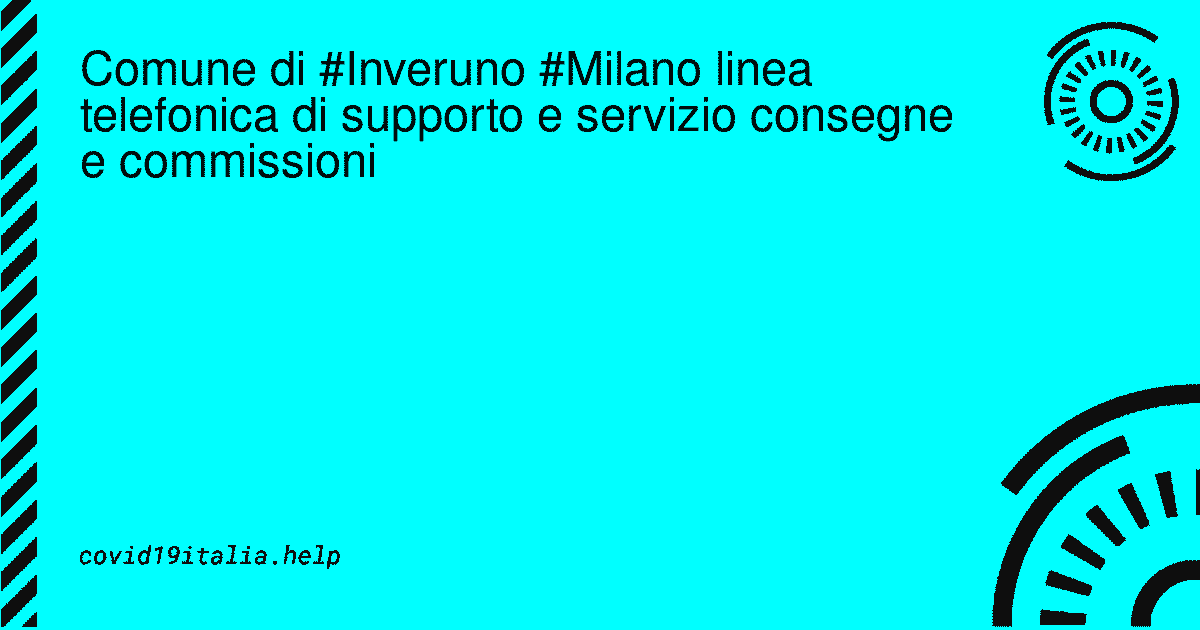 Comune di #Inveruno #Milano linea
telefonica di supporto e servizio consegne
e commissioni
covid19italia.help